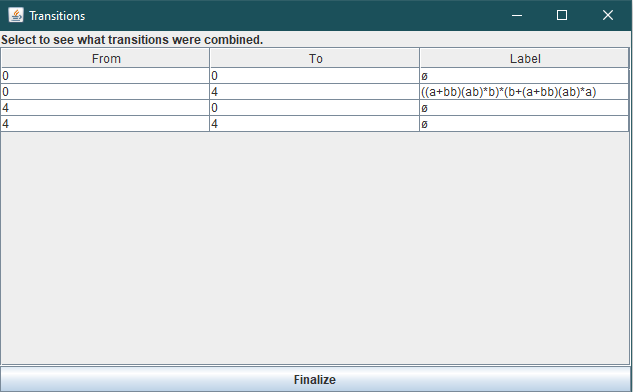 Transitions
Select to see what transitions were combined.
From To Label
0 0 ø
0 4 ((a+bb)(ab)*b)*(b+(a+bb)(ab)*a)
4 0 ø
4 4 ø
Finalize